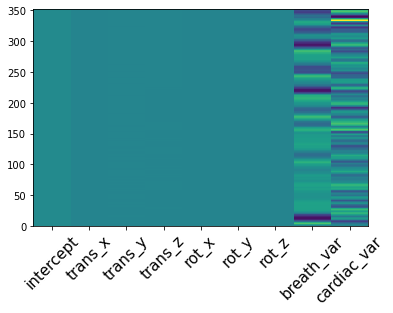 350
300
250
200
150
100
50
0
intercept
trans_x
trans_y
trans_z
rot_x
rot_y
rot_z
breath_var
cardiac_var